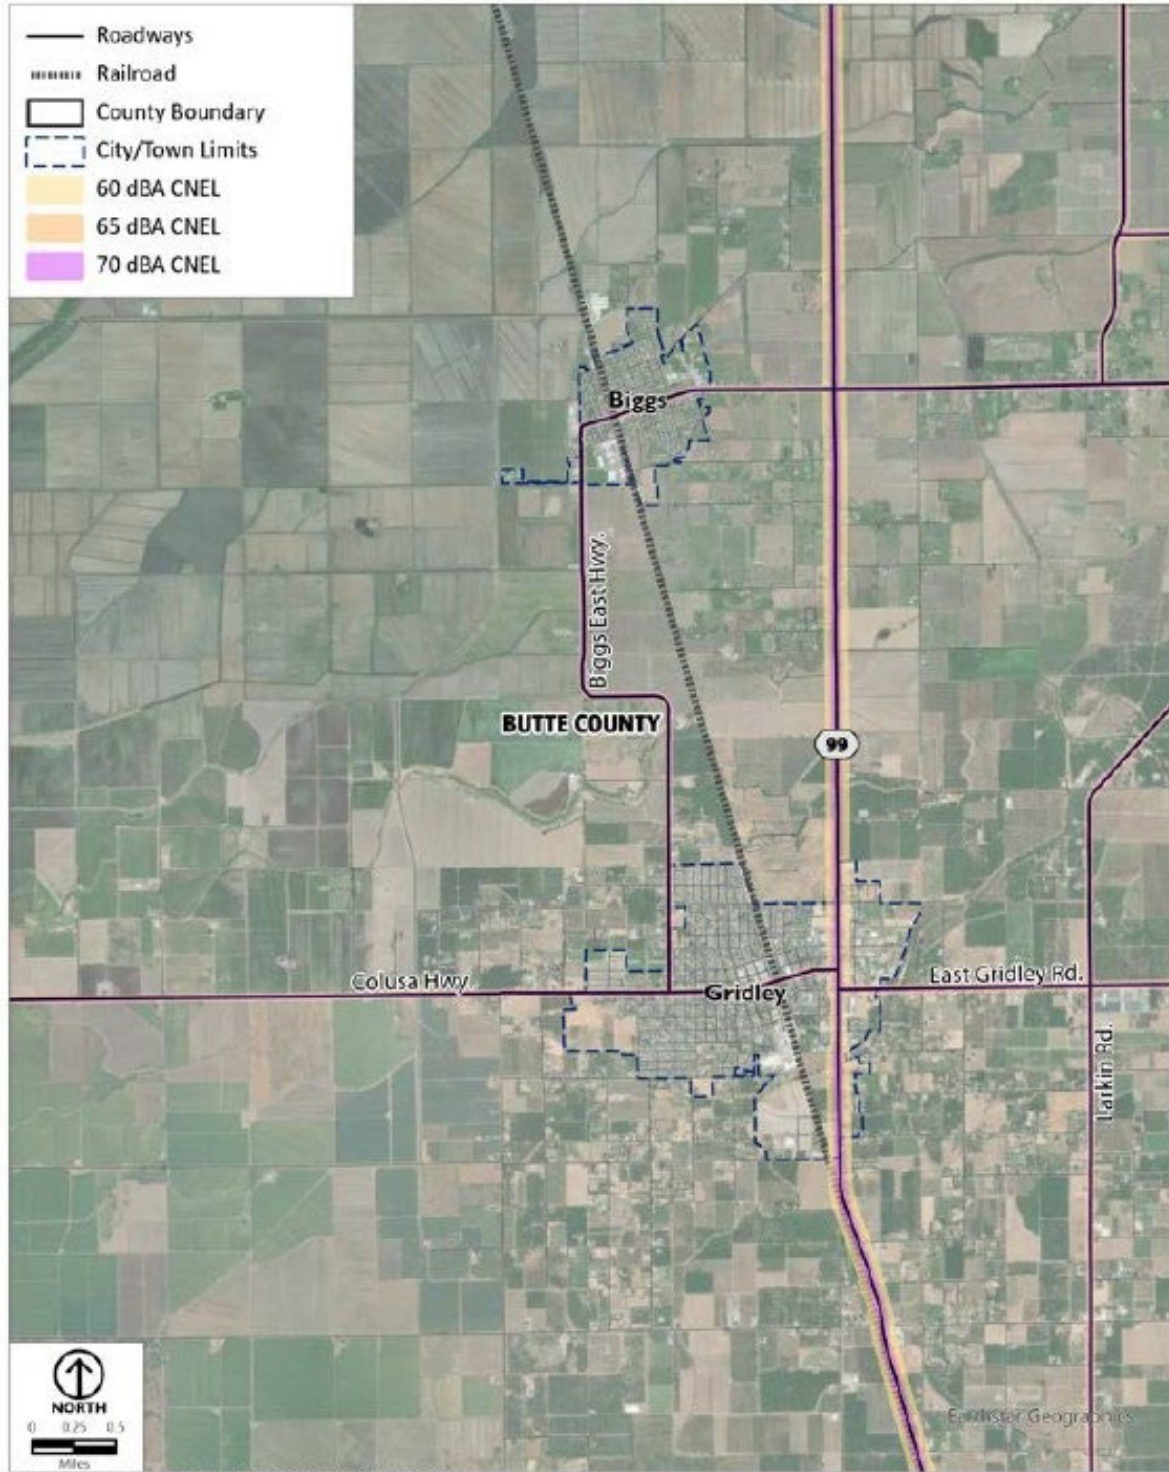 Roadways
Railroad
County Boundary
City/Town Limits
60 dBA CNEL
65 dBA CNEL
70 dBA CNEL
Biggs
Biggs East Hwy.
BUTTE COUNTY
99
Colusa Hwy
Gridley
East Gridley Rd.
Larkin Rd.
NORTH
0 0.25 0.5
Miles
Earthstar Geographics